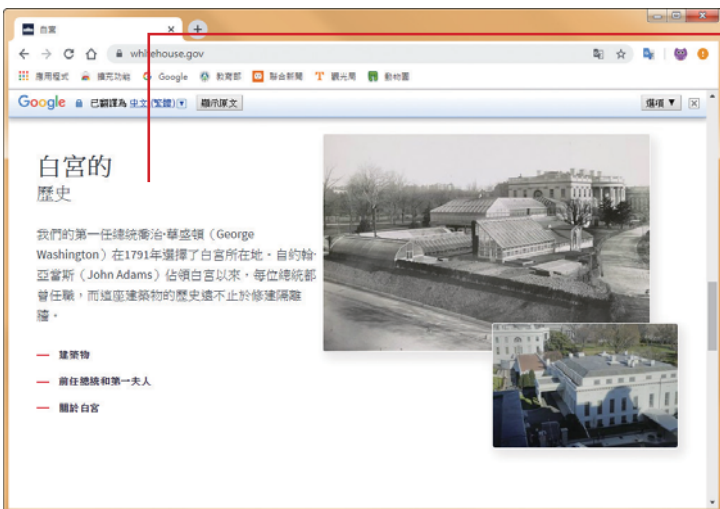 白宮
whitehouse.gov
應用程式 擴充功能 Google 教育部 聯合新聞 觀光局 動物園
Google 已翻譯為 中文(繁體) 顯示原文 選項
白宮的
歷史
我們的第一任總統喬治·華盛頓（George
Washington）在1791年選擇了白宮所在地。自約翰·
亞當斯（John Adams）佔領白宮以來，每位總統都
曾任職，而這座建築物的歷史遠不止於修建隔離
牆。
建築物
前任總統和第一夫人
關於白宮